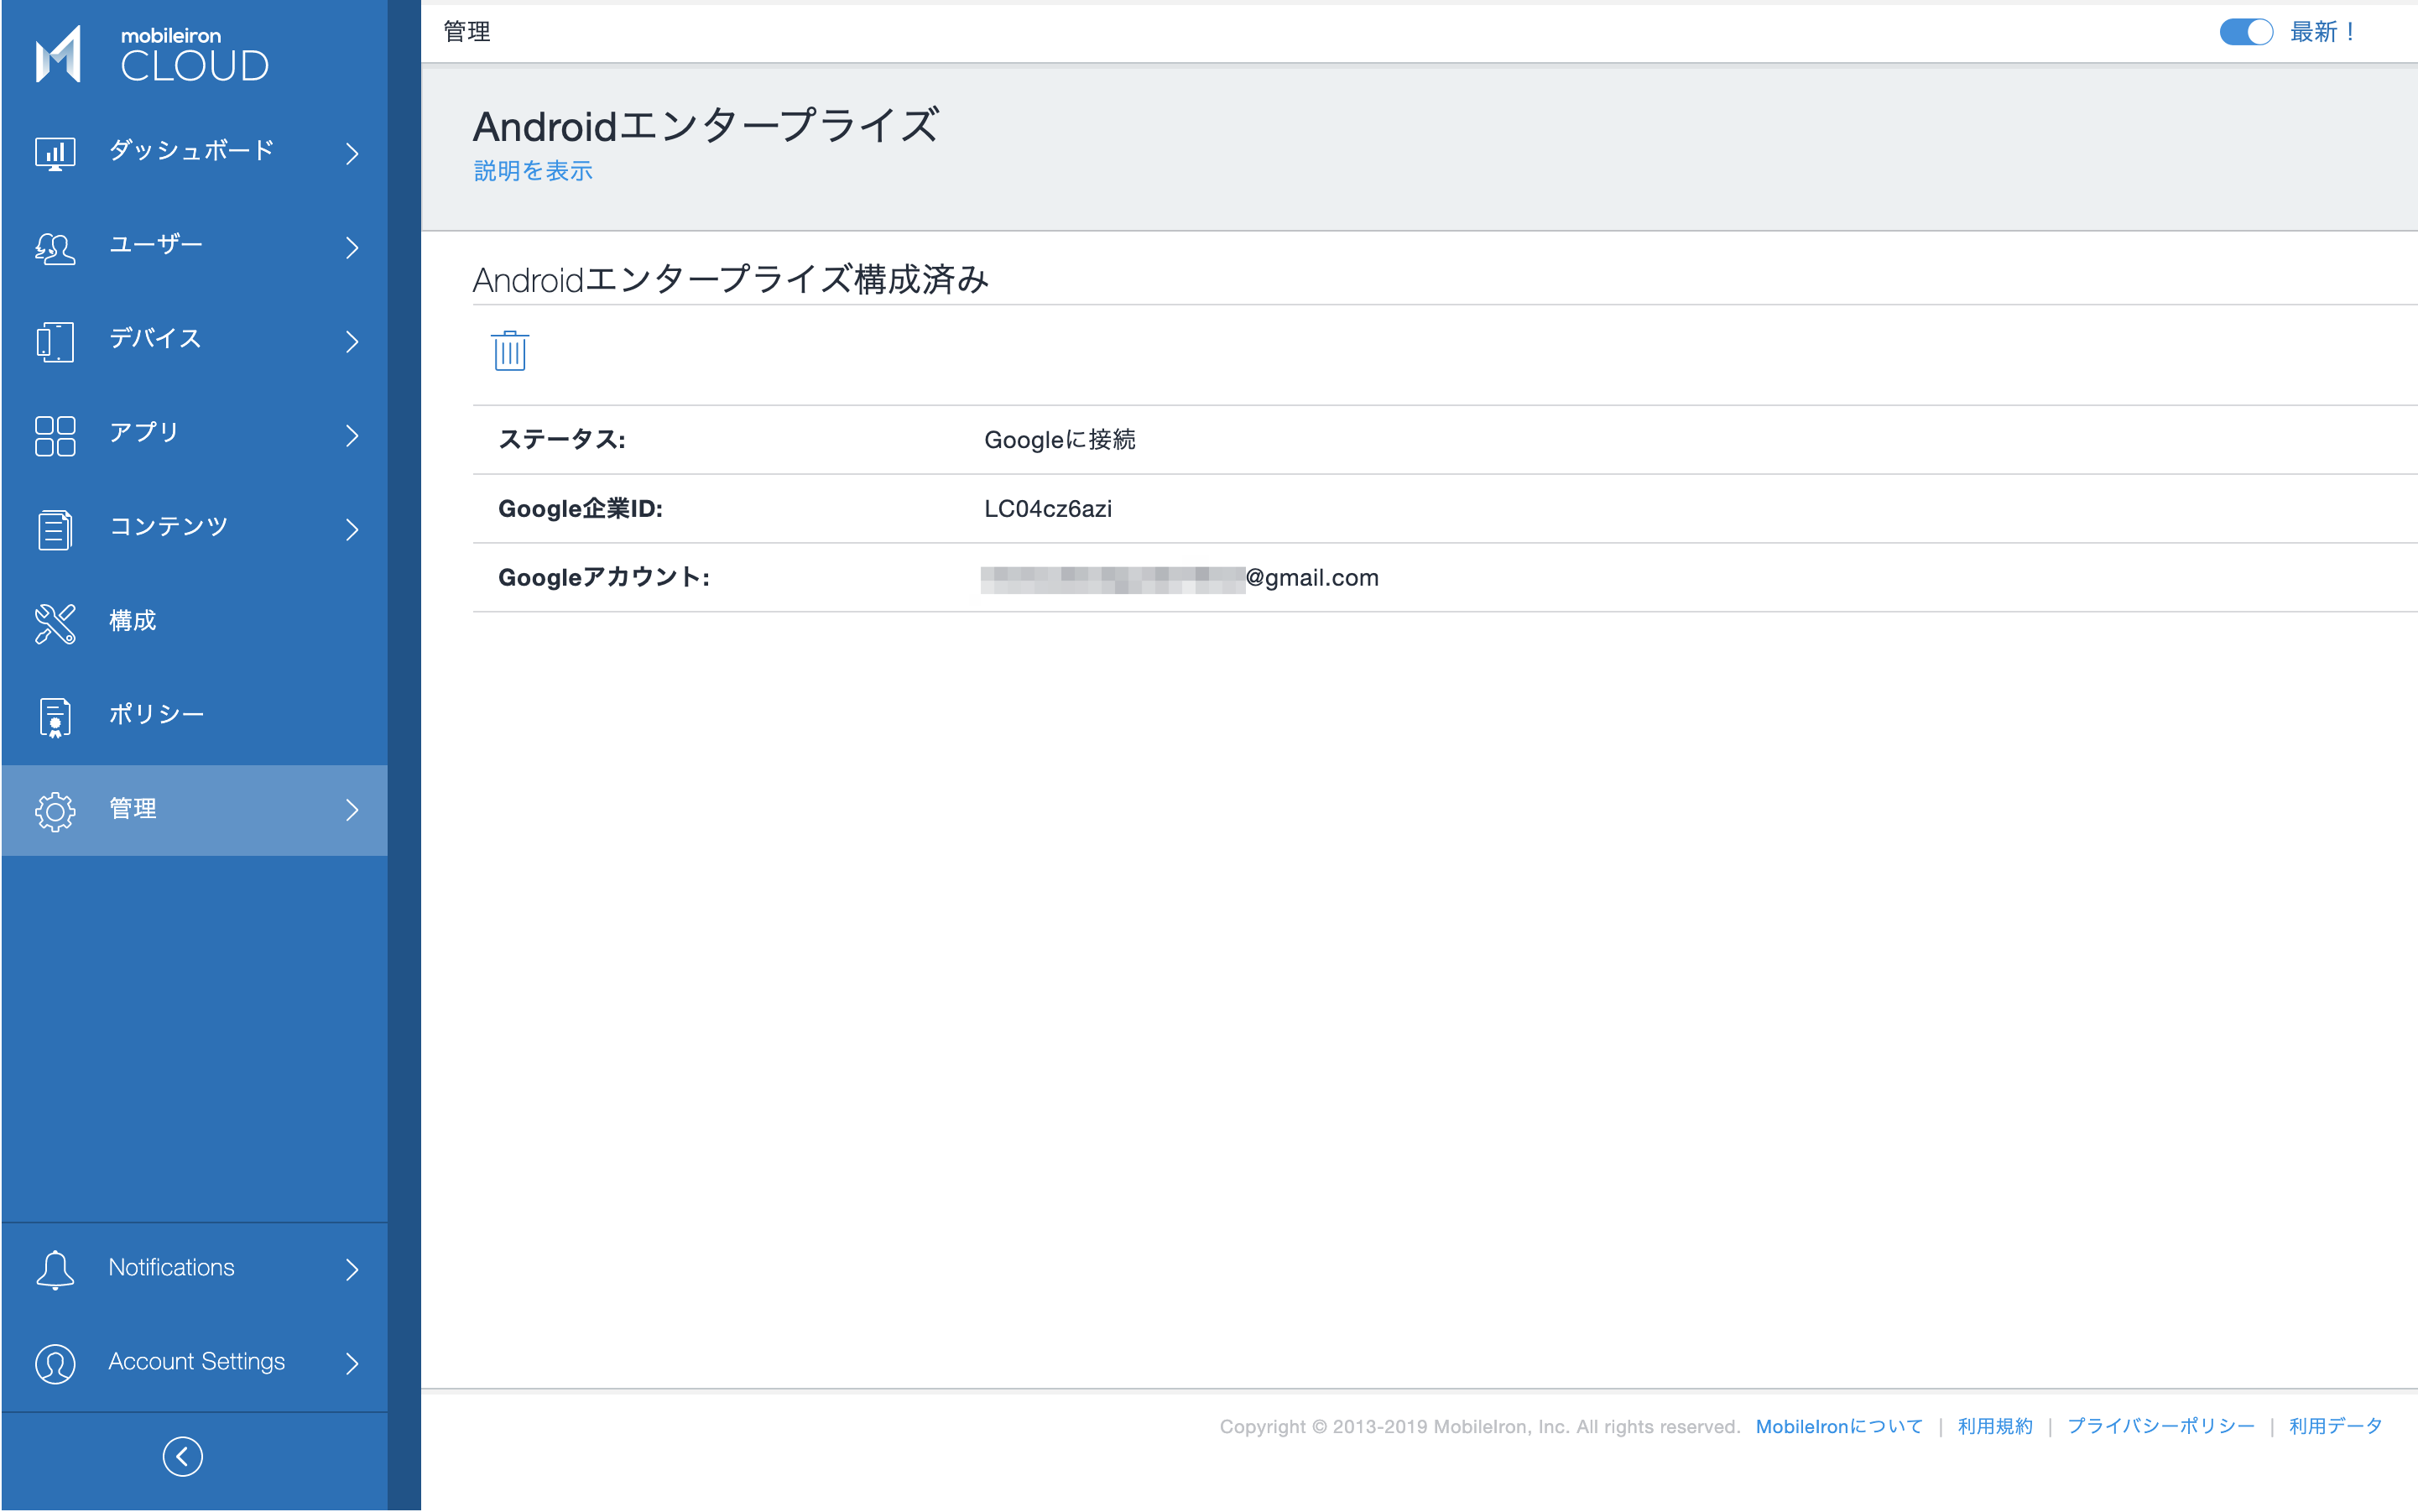 mobileiron
CLOUD
ダッシュボード
ユーザー
デバイス
アプリ
コンテンツ
構成
ポリシー
管理
Notifications
Account Settings
管理
最新！
Androidエンタープライズ
説明を表示
Androidエンタープライズ構成済み
ステータス: Googleに接続
Google企業ID: LC04cz6azi
Googleアカウント: @gmail.com
Copyright © 2013-2019 MobileIron, Inc. All rights reserved. MobileIronについて | 利用規約 | プライバシーポリシー | 利用データ